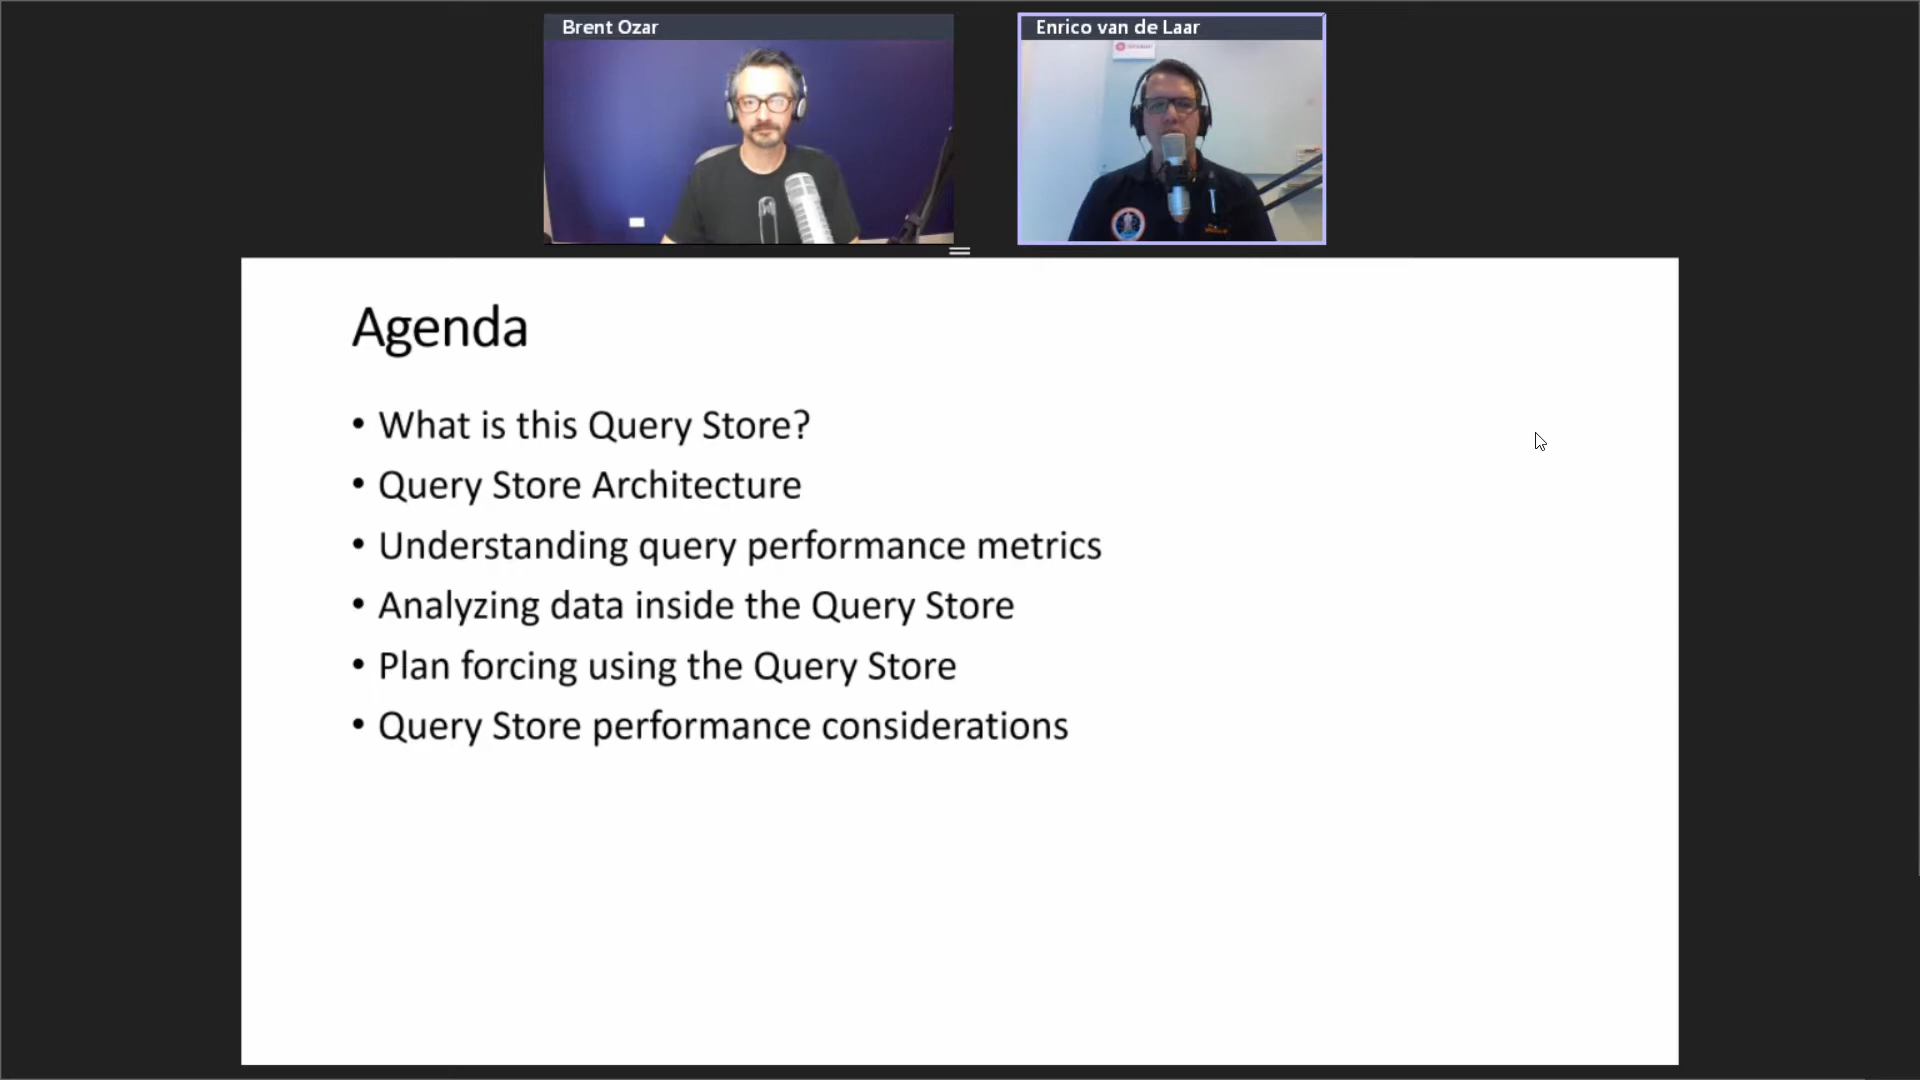 Brent Ozar
Enrico van de Laar
Agenda
• What is this Query Store?
• Query Store Architecture
• Understanding query performance metrics
• Analyzing data inside the Query Store
• Plan forcing using the Query Store
• Query Store performance considerations